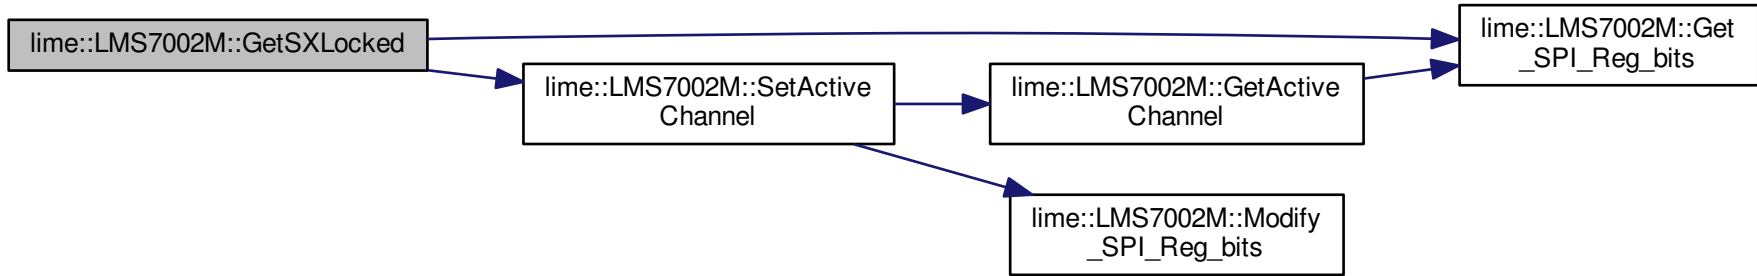 lime::LMS7002M::GetSXLocked
lime::LMS7002M::SetActive
Channel
lime::LMS7002M::GetActive
Channel
lime::LMS7002M::Get
_SPI_Reg_bits
lime::LMS7002M::Modify
_SPI_Reg_bits